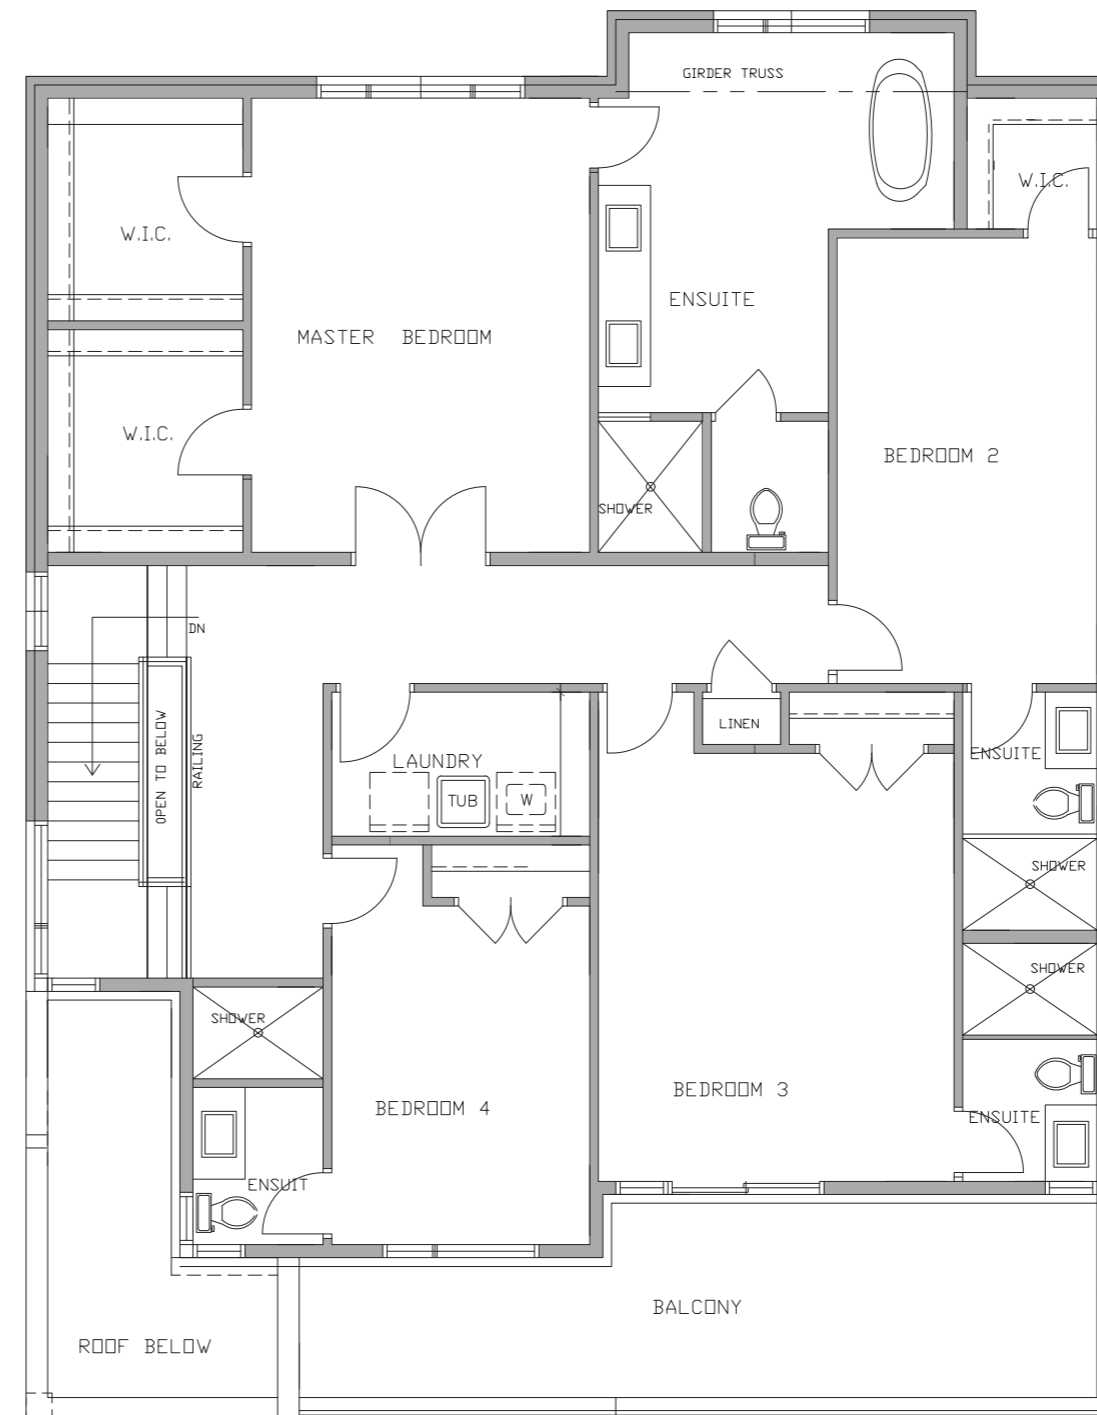 GIRDER TRUSS
W.I.C.
W.I.C.
ENSUITE
MASTER BEDROOM
W.I.C.
BEDROOM 2
SHOWER
DN
OPEN TO BELOW
RAILING
LINEN
LAUNDRY
TUB
W
ENSUITE
SHOWER
SHOWER
SHOWER
BEDROOM 3
BEDROOM 4
ENSUITE
ENSUIT
BALCONY
ROOF BELOW